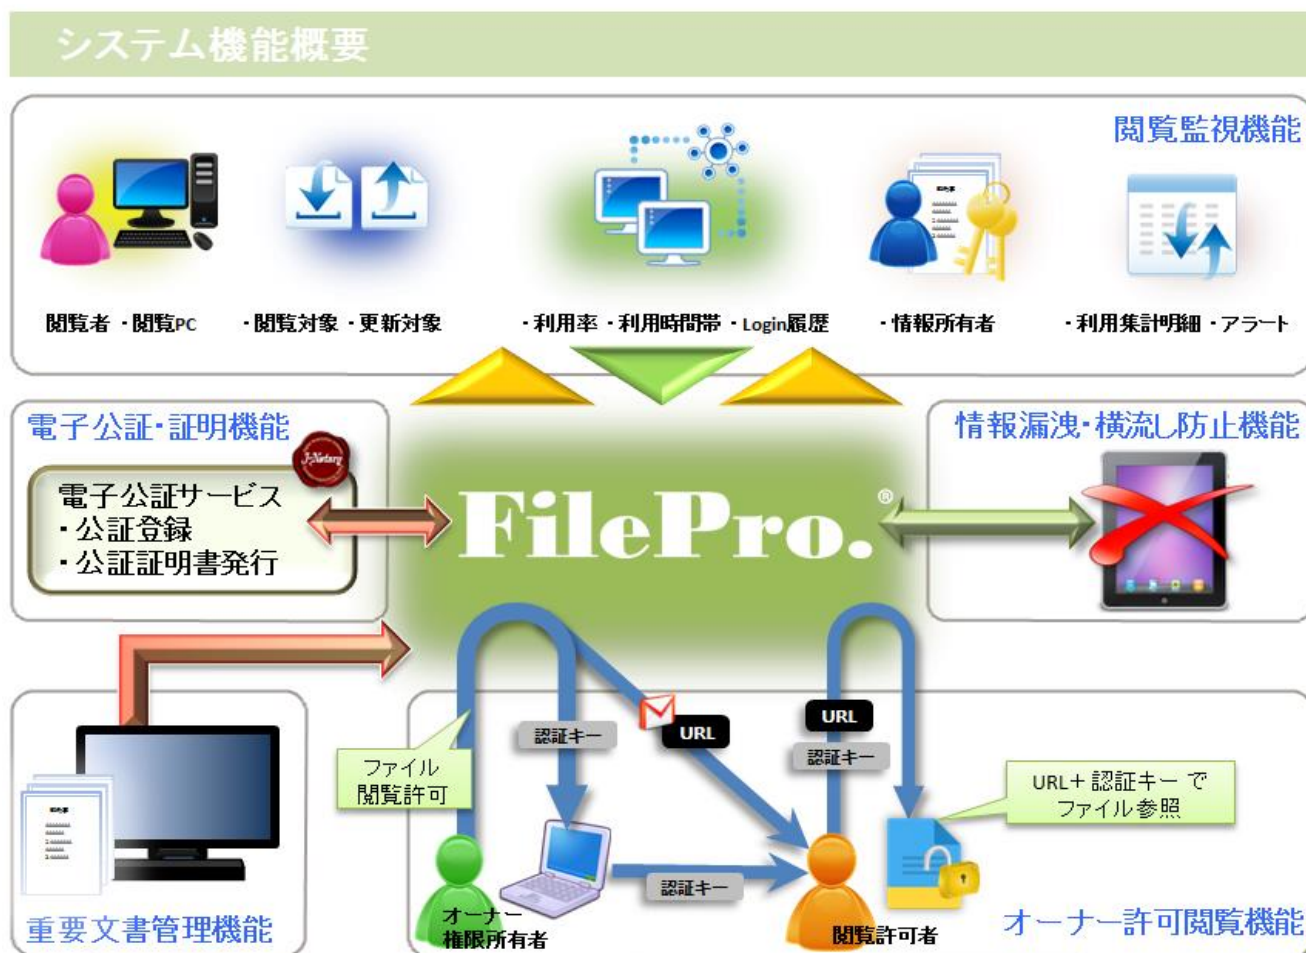 システム機能概要
閲覧監視機能
閲覧者 ・閲覧PC
・閲覧対象 ・更新対象
・利用率 ・利用時間帯 ・Login履歴
・情報所有者
・利用集計明細 ・アラート
電子公証・証明機能
J-Notary
電子公証サービス
・公証登録
・公証証明書発行
FilePro.®
情報漏洩・横流し防止機能
重要文書管理機能
ファイル
閲覧許可
認証キー
URL
URL
認証キー
URL+ 認証キー で
ファイル参照
認証キー
オーナー
権限所有者
閲覧許可者
オーナー許可閲覧機能